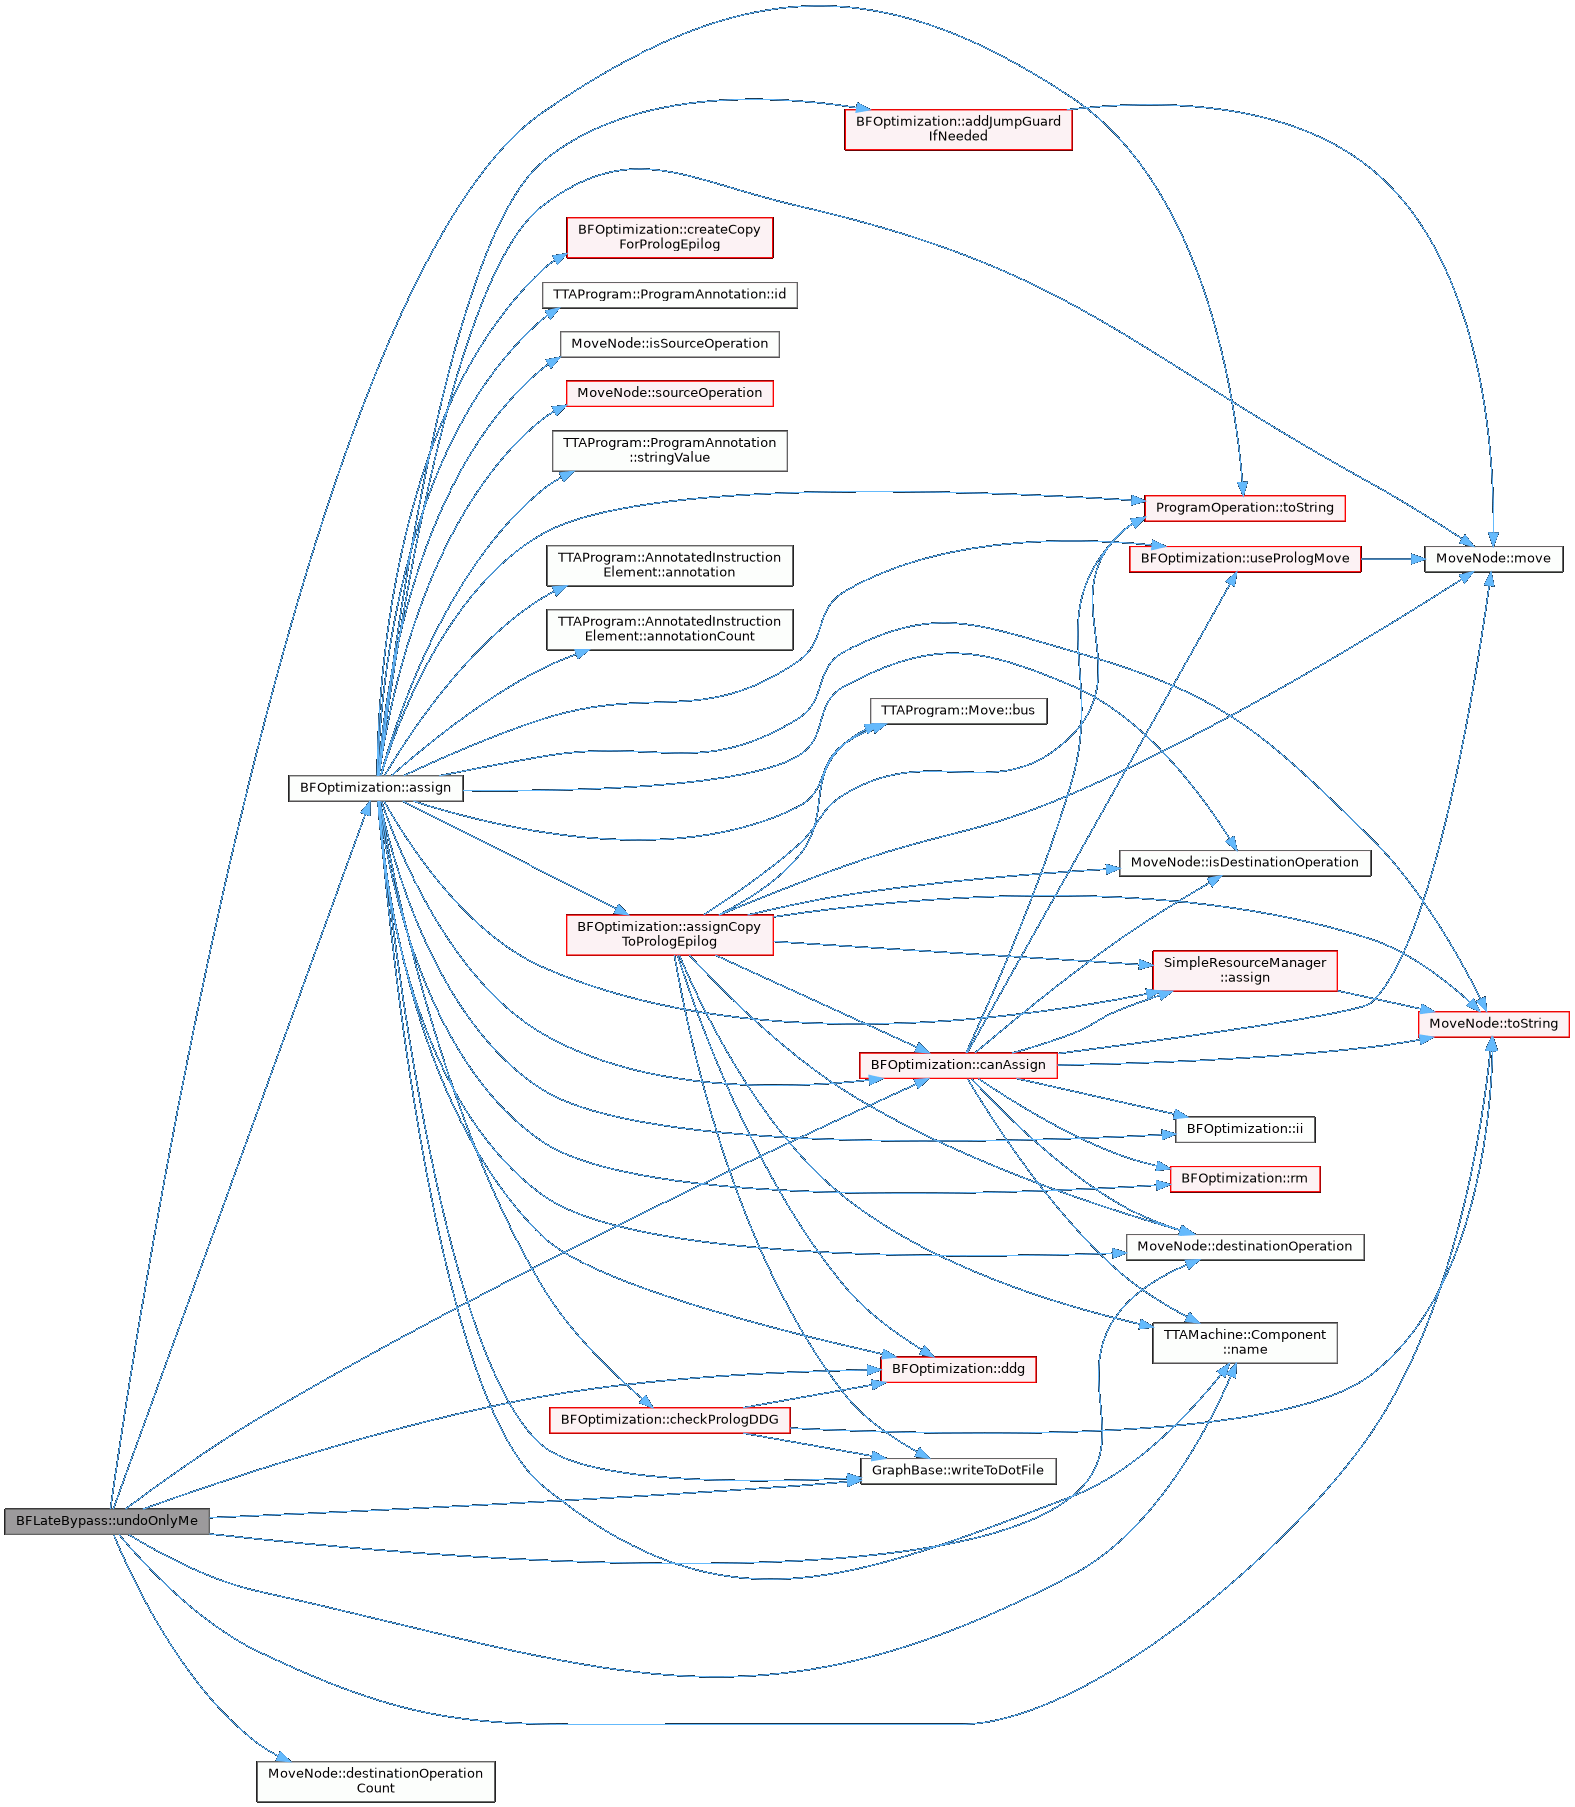 BFOptimization::addJumpGuard
IfNeeded
BFOptimization::createCopy
ForPrologEpilog
TTAProgram::ProgramAnnotation::id
MoveNode::isSourceOperation
MoveNode::sourceOperation
TTAProgram::ProgramAnnotation
::stringValue
ProgramOperation::toString
TTAProgram::AnnotatedInstruction
Element::annotation
BFOptimization::usePrologMove
MoveNode::move
TTAProgram::AnnotatedInstruction
Element::annotationCount
TTAProgram::Move::bus
BFOptimization::assign
MoveNode::isDestinationOperation
BFOptimization::assignCopy
ToPrologEpilog
SimpleResourceManager
::assign
MoveNode::toString
BFOptimization::canAssign
BFOptimization::ii
BFOptimization::rm
MoveNode::destinationOperation
TTAMachine::Component
::name
BFOptimization::ddg
BFOptimization::checkPrologDDG
GraphBase::writeToDotFile
BFLateBypass::undoOnlyMe
MoveNode::destinationOperation
Count